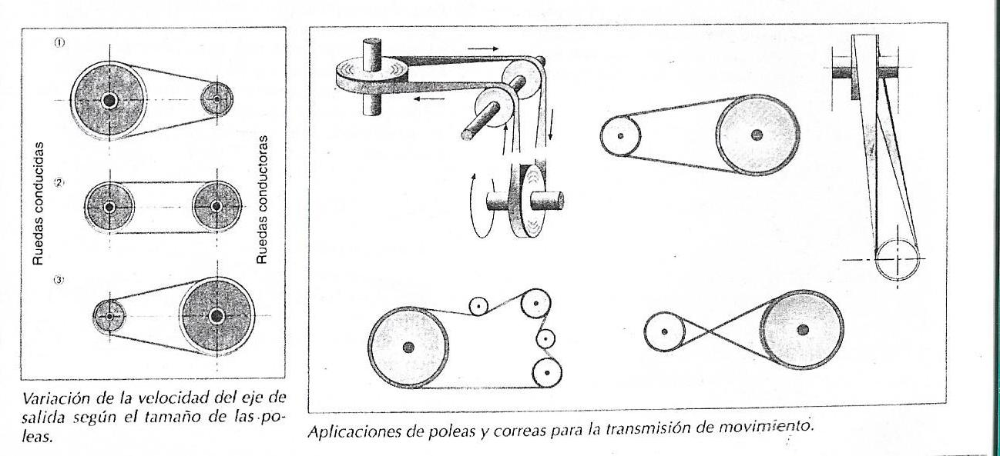 ①
②
③
Ruedas conducidas
Ruedas conductoras
Variación de la velocidad del eje de
salida según el tamaño de las po-
leas.
Aplicaciones de poleas y correas para la transmisión de movimiento.